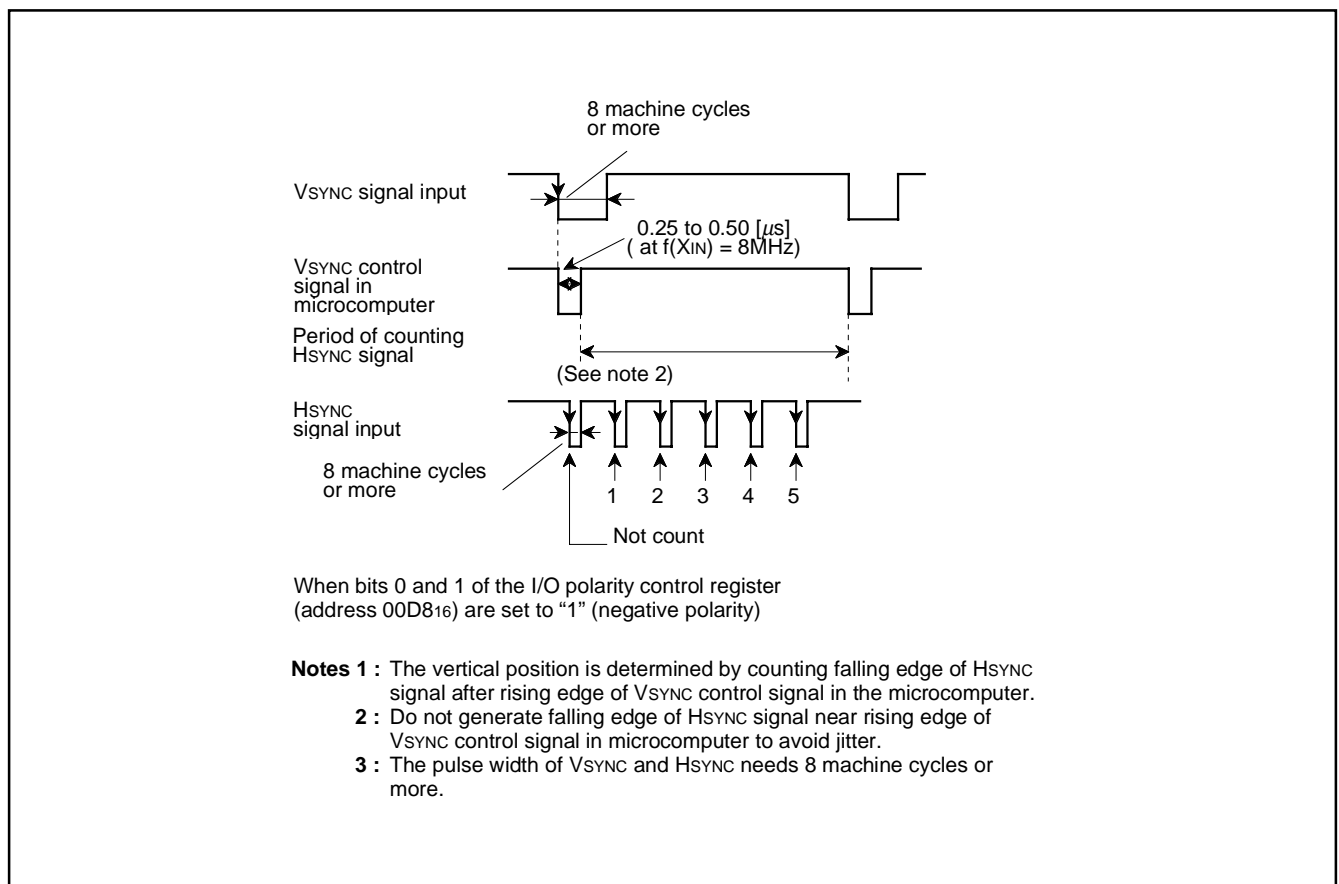 8 machine cycles
or more
VSYNC signal input
0.25 to 0.50 [μs]
( at f(XIN) = 8MHz)
VSYNC control
signal in
microcomputer
Period of counting
HSYNC signal
(See note 2)
HSYNC
signal input
8 machine cycles
or more
1 2 3 4 5
Not count
When bits 0 and 1 of the I/O polarity control register
(address 00D816) are set to “1” (negative polarity)
Notes 1 : The vertical position is determined by counting falling edge of HSYNC
signal after rising edge of VSYNC control signal in the microcomputer.
2 : Do not generate falling edge of HSYNC signal near rising edge of
VSYNC control signal in microcomputer to avoid jitter.
3 : The pulse width of VSYNC and HSYNC needs 8 machine cycles or
more.